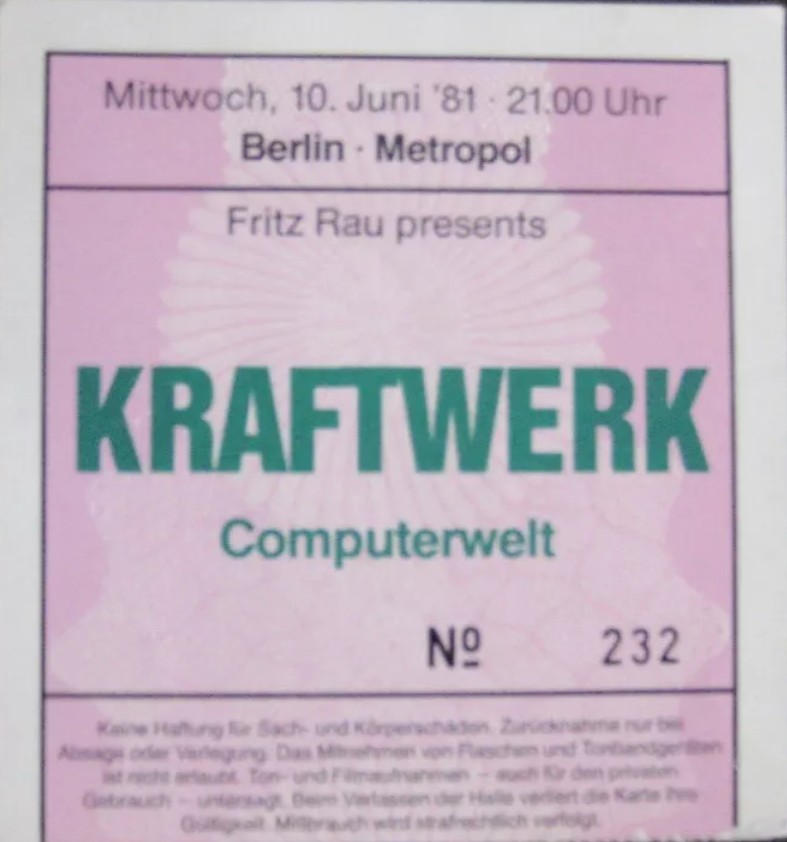 Mittwoch, 10. Juni '81 · 21.00 Uhr
Berlin · Metropol
Fritz Rau presents
KRAFTWERK
Computerwelt
Nº 232
Keine Haftung für Sach- und Körperschäden. Zurücknahme nur bei
Absage oder Verlegung. Das Mitnehmen von Flaschen und Tonbandgeräten
ist nicht erlaubt. Ton- und Filmaufnahmen – auch für den privaten
Gebrauch – untersagt. Beim Verlassen der Halle verliert die Karte ihre
Gültigkeit. Mißbrauch wird strafrechtlich verfolgt.